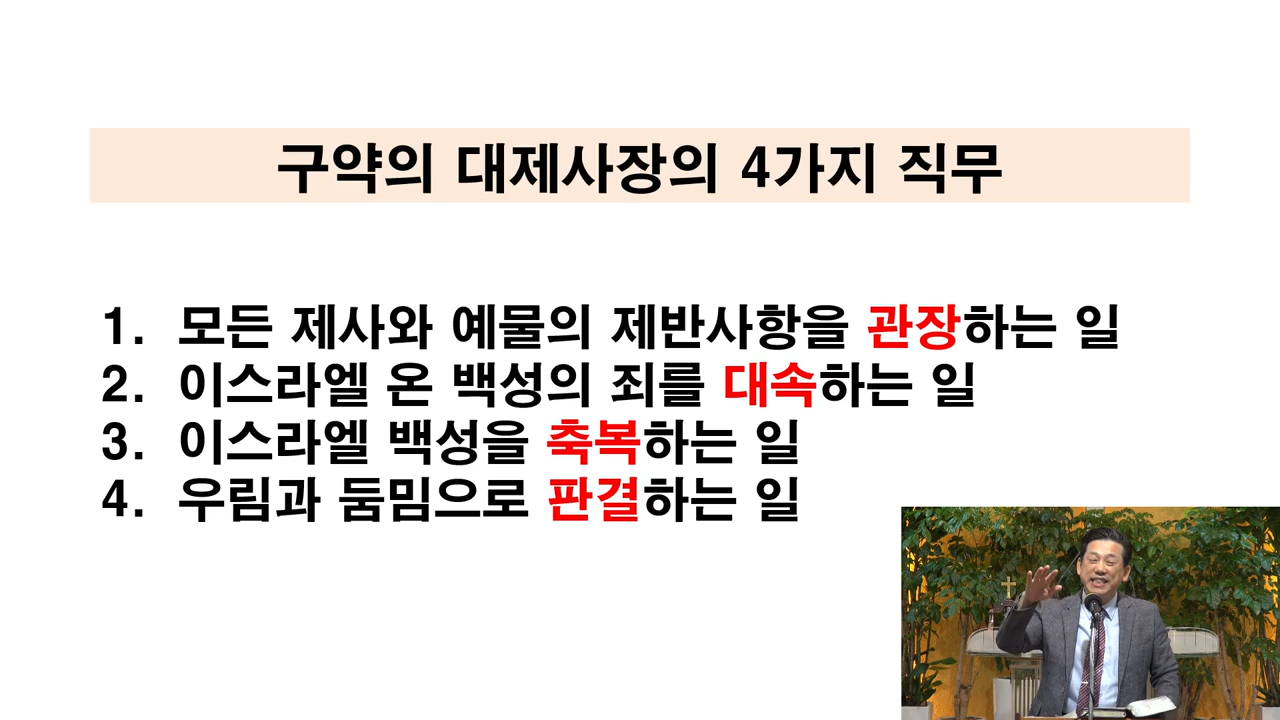 구약의 대제사장의 4가지 직무
1. 모든 제사와 예물의 제반사항을 관장하는 일
2. 이스라엘 온 백성의 죄를 대속하는 일
3. 이스라엘 백성을 축복하는 일
4. 우림과 둠밈으로 판결하는 일